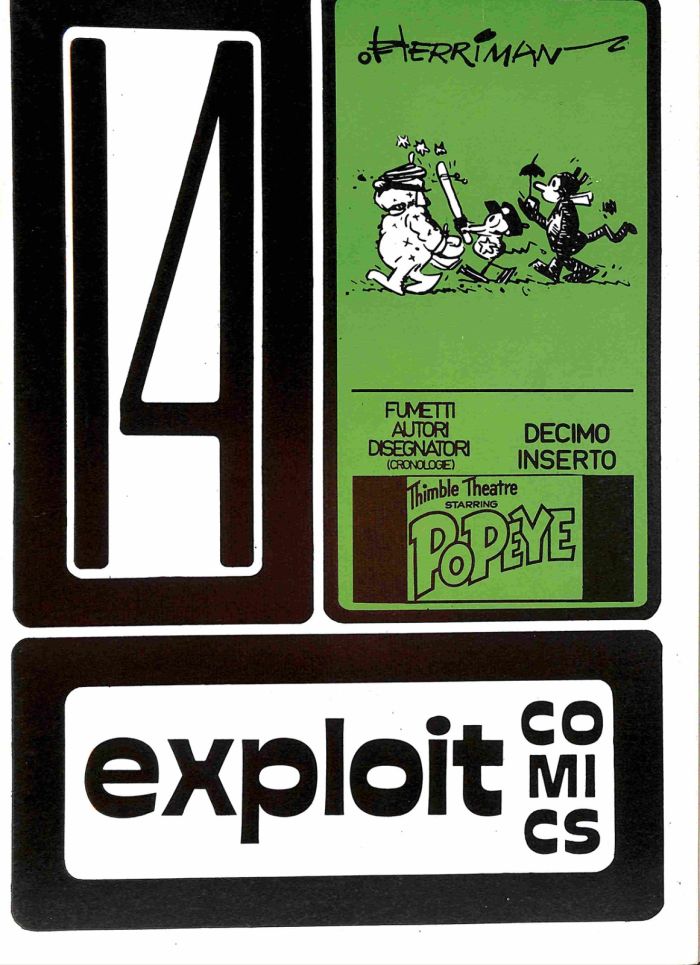 14
HERRIMAN
FUMETTI
AUTORI
DISEGNATORI
(CRONOLOGIE)
DECIMO
INSERTO
Thimble Theatre
STARRING
POPEYE
exploit
CO
MI
CS